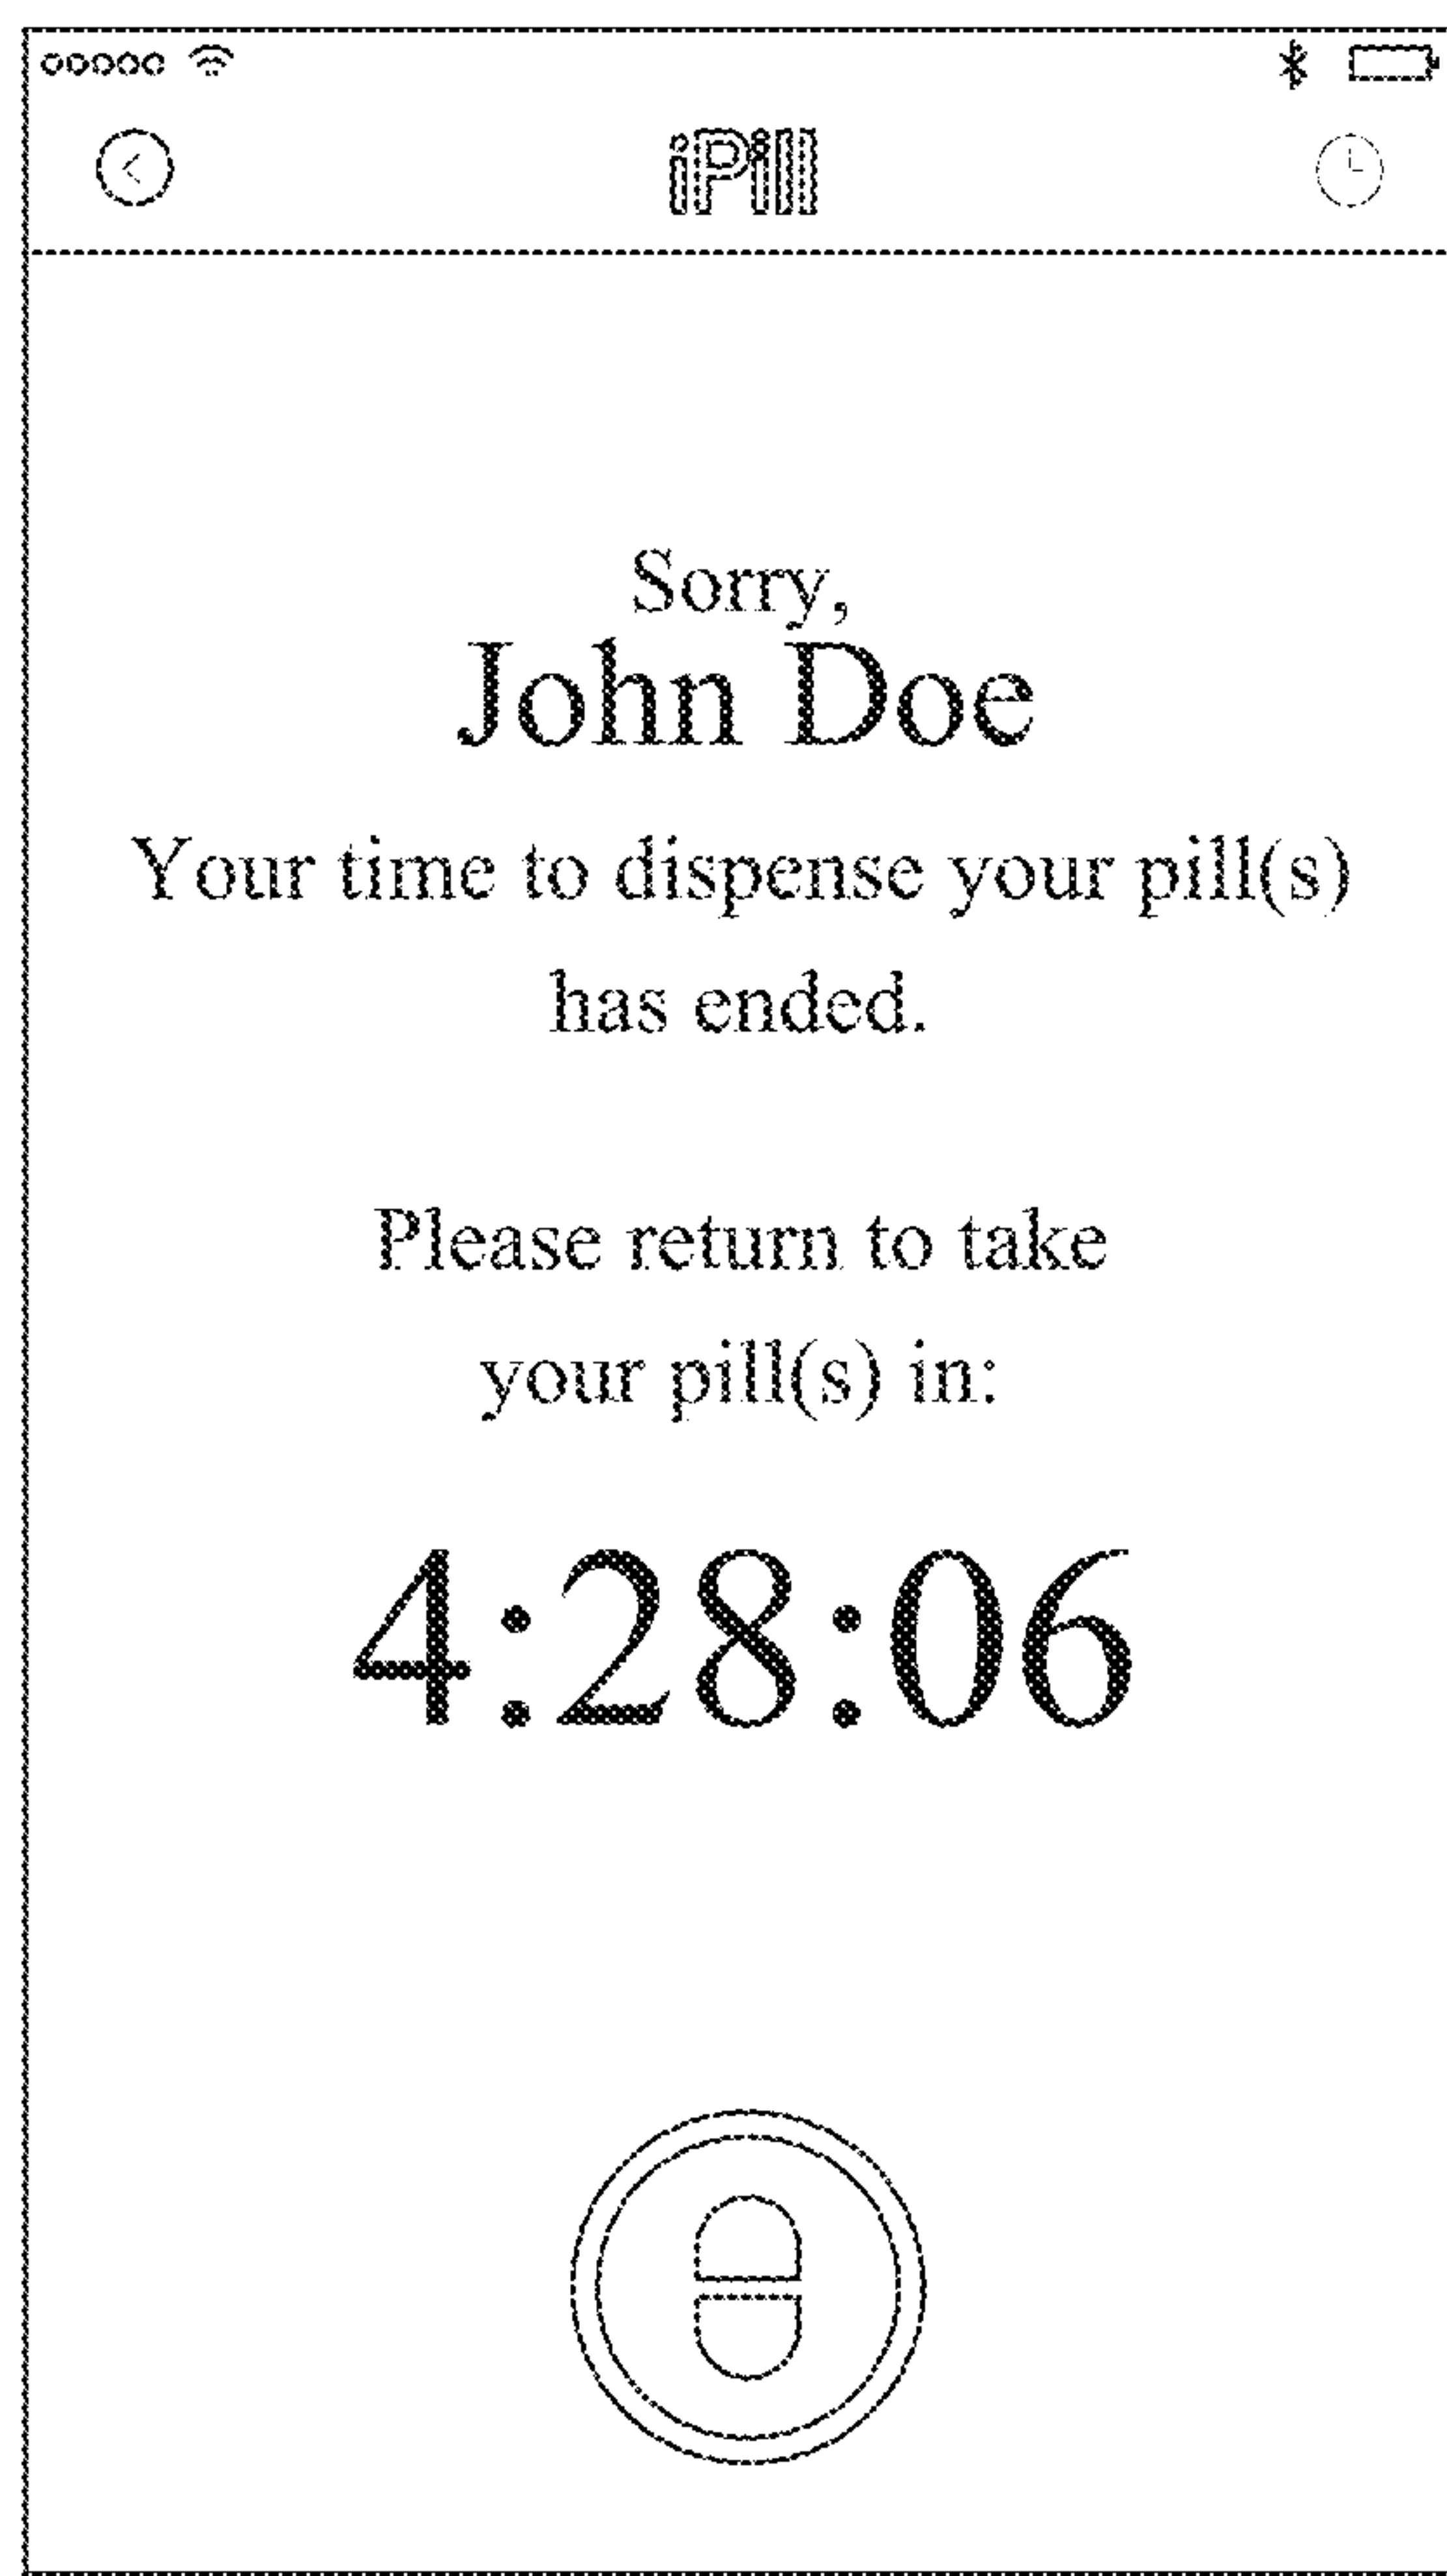 iPill
Sorry,
John Doe
Your time to dispense your pill(s)
has ended.
Please return to take
your pill(s) in:
4:28:06